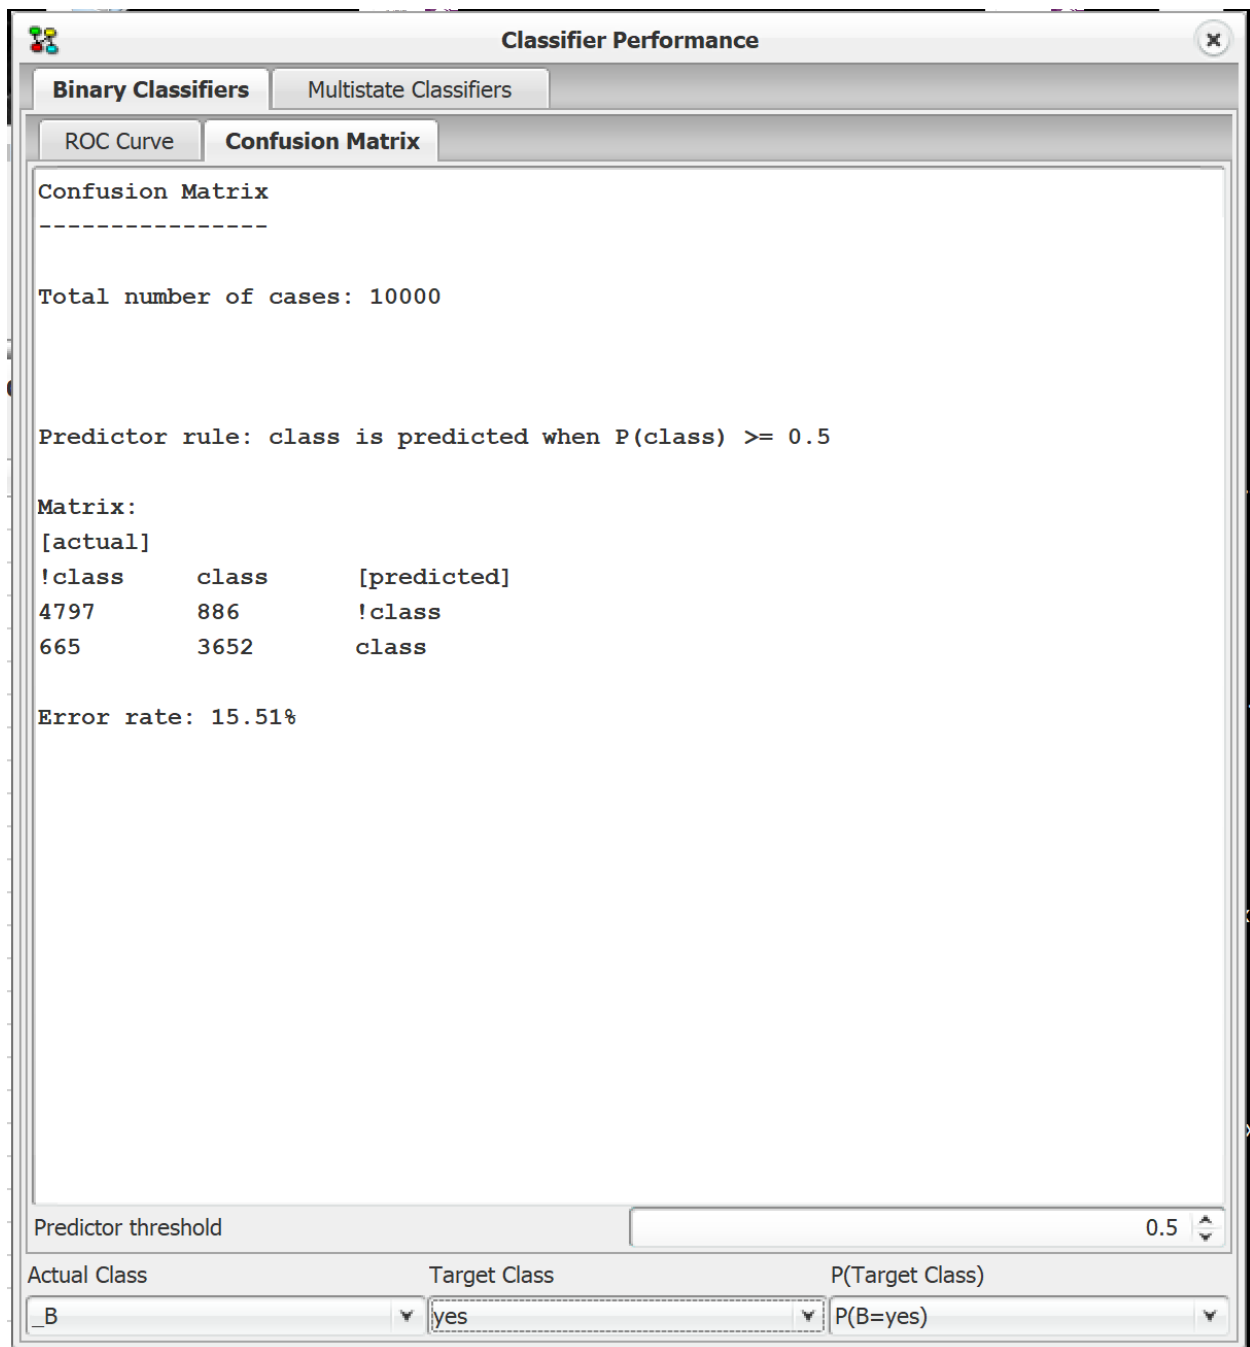 Classifier Performance
Binary Classifiers Multistate Classifiers
ROC Curve Confusion Matrix
Confusion Matrix
----------------
Total number of cases: 10000
Predictor rule: class is predicted when P(class) >= 0.5
Matrix:
[actual]
!class class [predicted]
4797 886 !class
665 3652 class
Error rate: 15.51%
Predictor threshold 0.5
Actual Class Target Class P(Target Class)
_B yes P(B=yes)